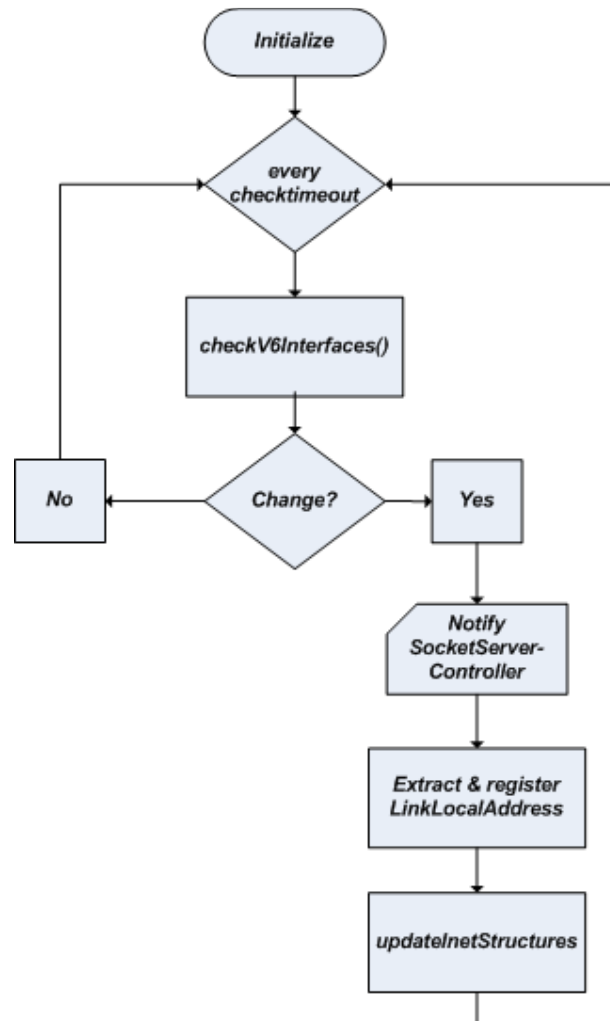 Initialize
every
checktimeout
checkV6Interfaces()
No
Change?
Yes
Notify
SocketServer-
Controller
Extract & register
LinkLocalAddress
updateInetStructures